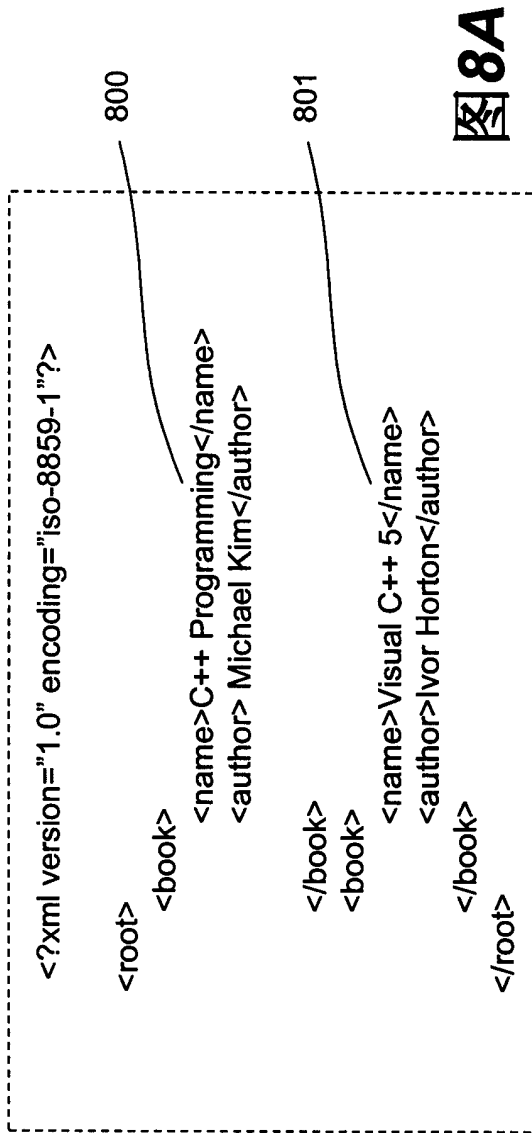 <?xml version="1.0" encoding="iso-8859-1"?>
<root>
<book>
<name>C++ Programming</name>
<author> Michael Kim</author>
</book>
<book>
<name>Visual C++ 5</name>
<author>Ivor Horton</author>
</book>
</root>
800
801
图8A